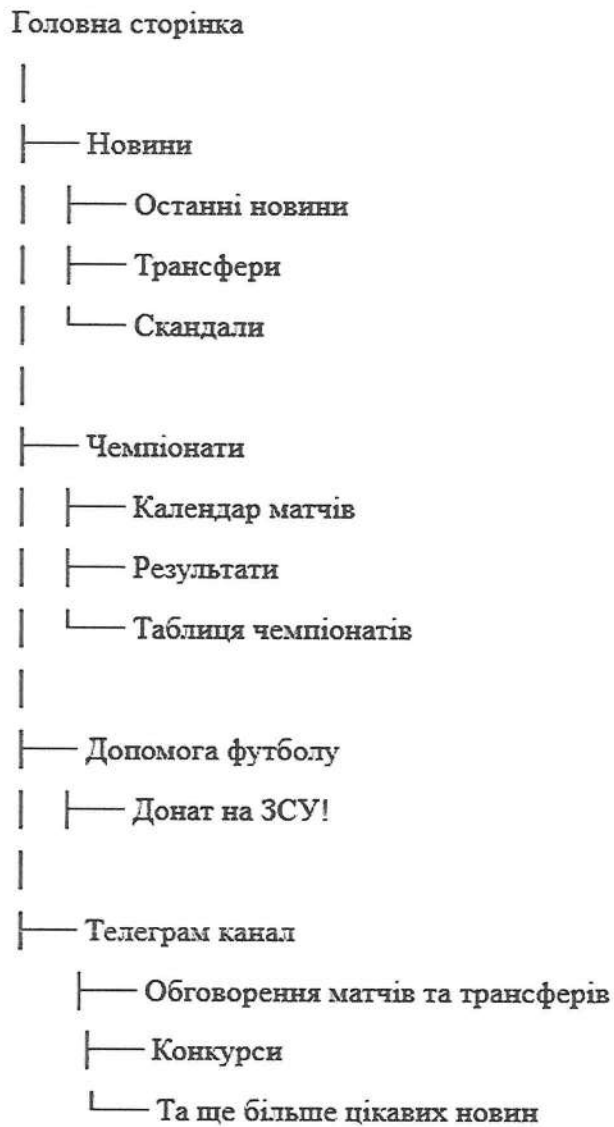 Головна сторінка
Новини
Останні новини
Трансфери
Скандали
Чемпіонати
Календар матчів
Результати
Таблиця чемпіонатів
Допомога футболу
Донат на ЗСУ!
Телеграм канал
Обговорення матчів та трансферів
Конкурси
Та ще більше цікавих новин